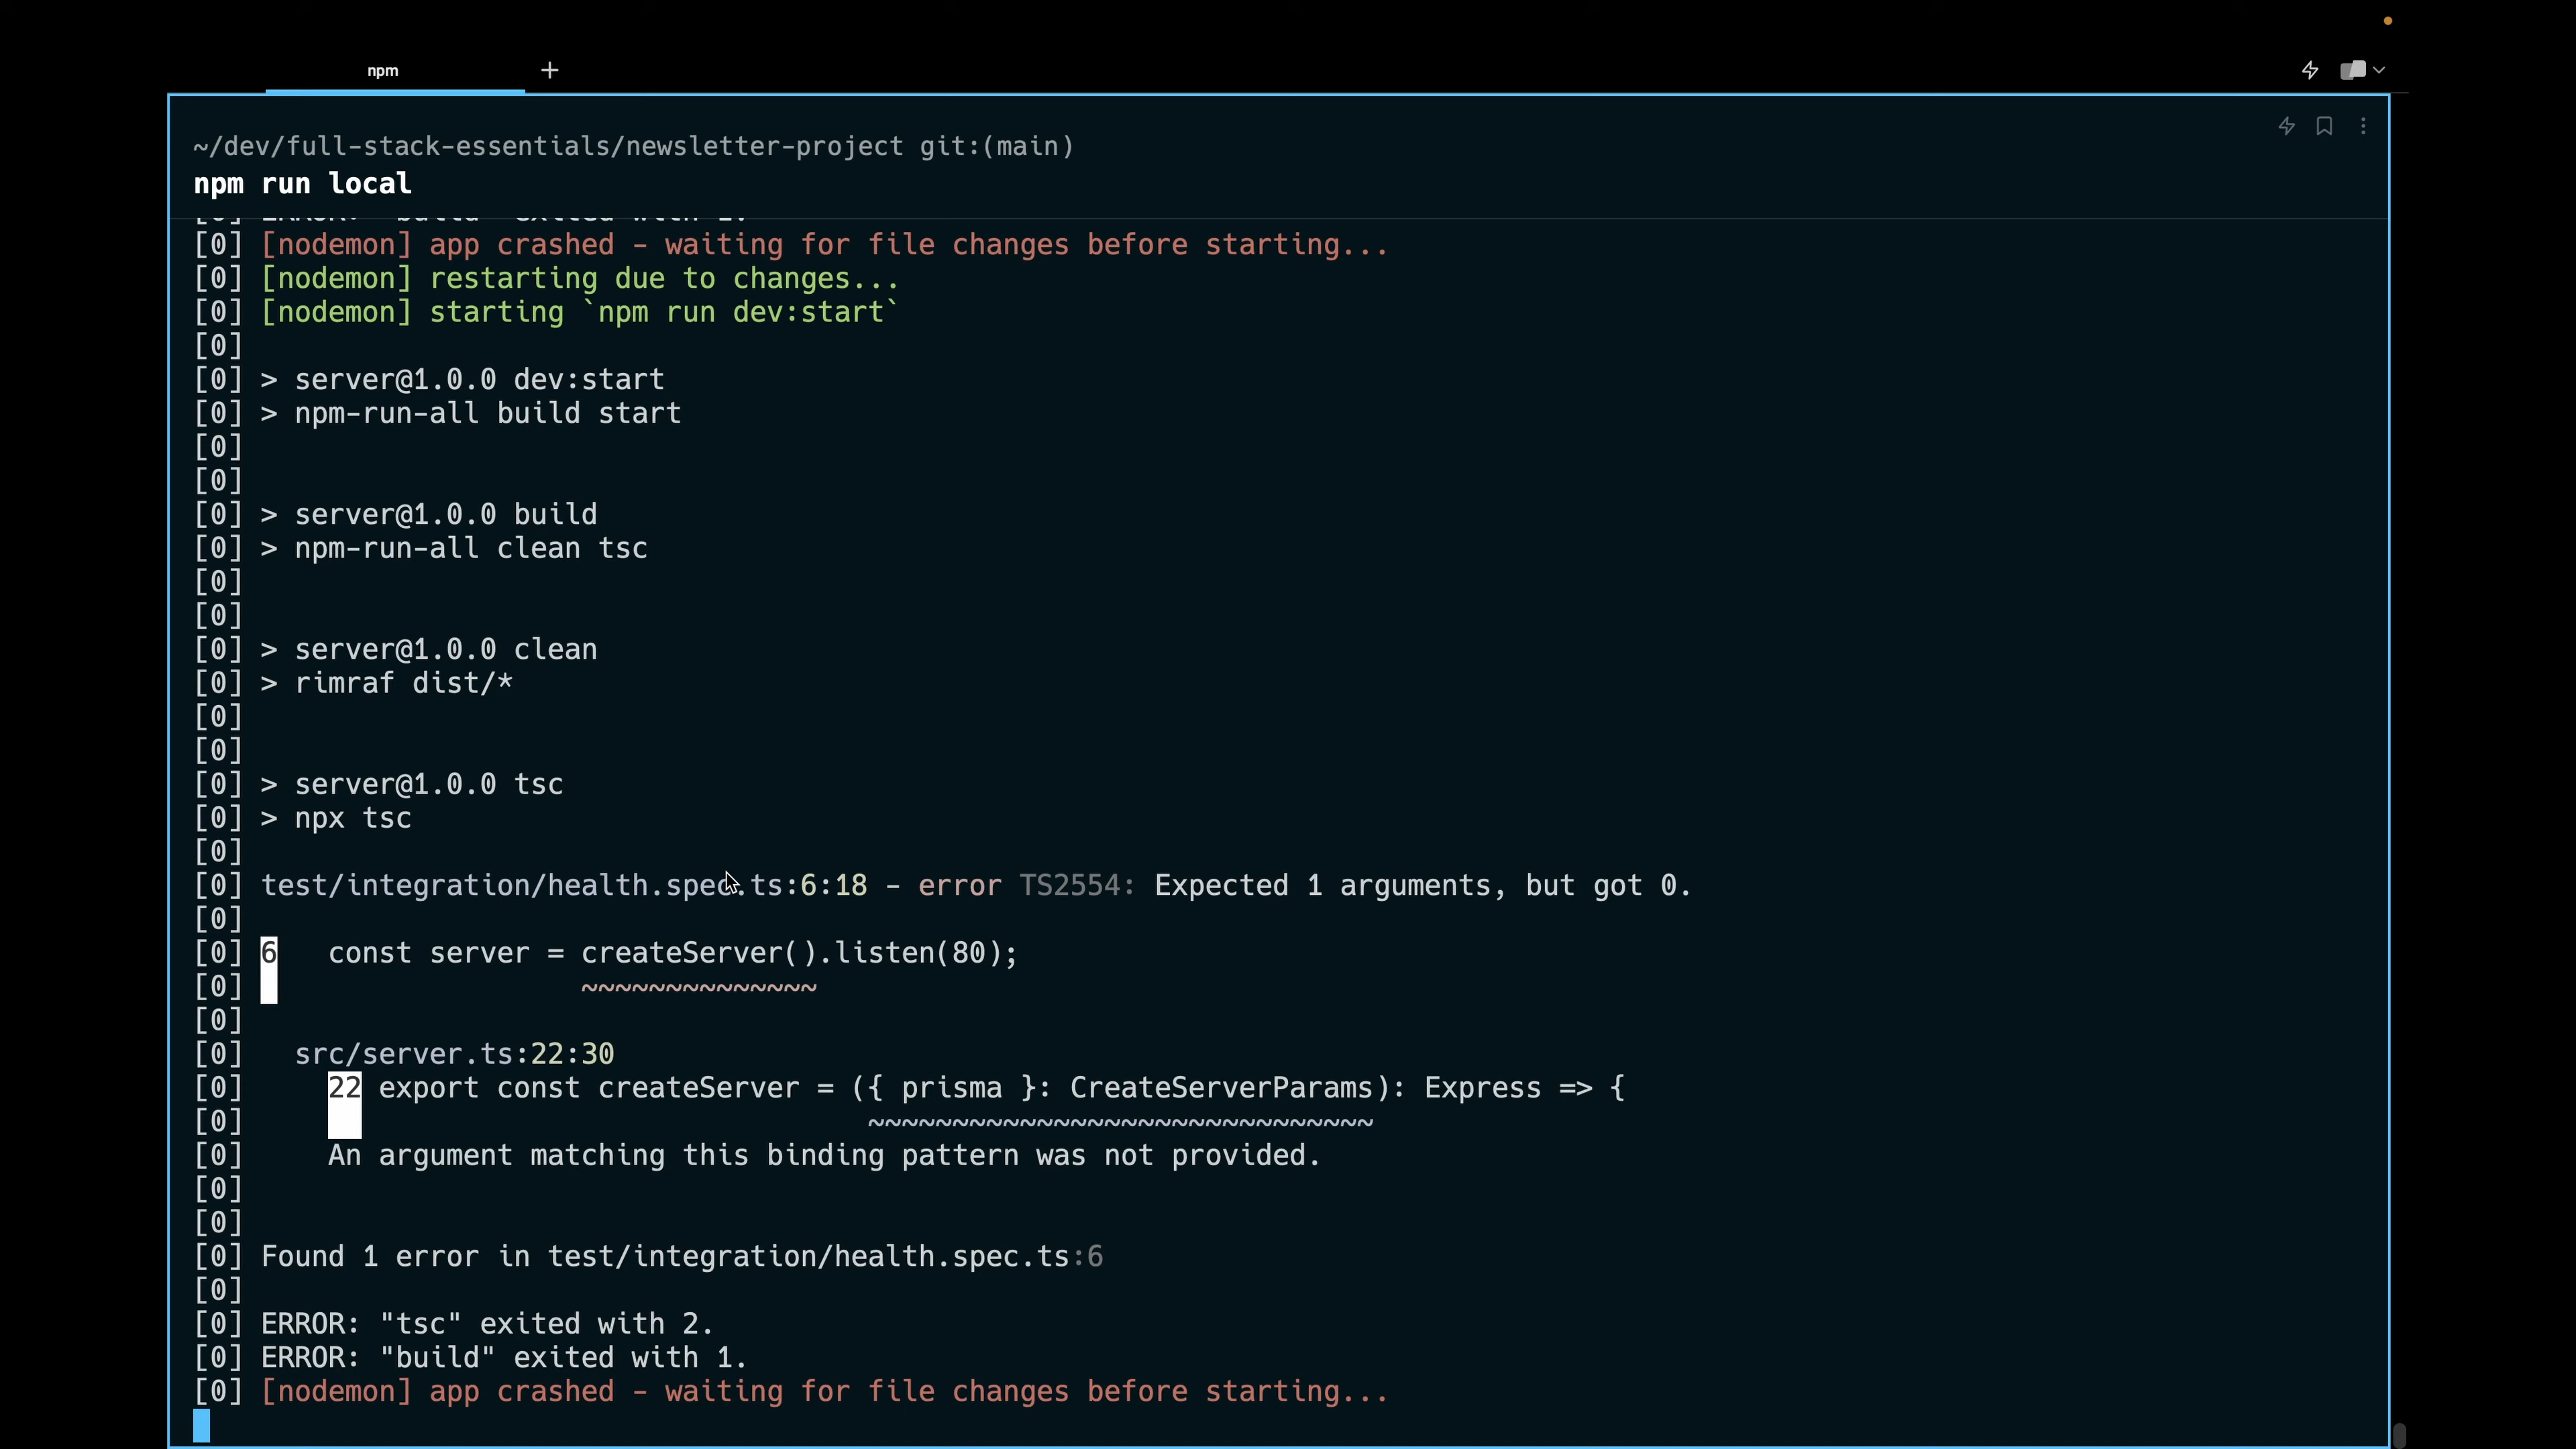 npm
~/dev/full-stack-essentials/newsletter-project git:(main)
npm run local
[0] ERROR: "build" exited with 1.
[0] [nodemon] app crashed - waiting for file changes before starting...
[0] [nodemon] restarting due to changes...
[0] [nodemon] starting `npm run dev:start`
[0]
[0] > server@1.0.0 dev:start
[0] > npm-run-all build start
[0]
[0]
[0] > server@1.0.0 build
[0] > npm-run-all clean tsc
[0]
[0]
[0] > server@1.0.0 clean
[0] > rimraf dist/*
[0]
[0]
[0] > server@1.0.0 tsc
[0] > npx tsc
[0]
[0] test/integration/health.spec.ts:6:18 - error TS2554: Expected 1 arguments, but got 0.
[0]
[0] 6   const server = createServer().listen(80);
[0]                    ~~~~~~~~~~~~~~
[0]
[0]   src/server.ts:22:30
[0]     22 export const createServer = ({ prisma }: CreateServerParams): Express => {
[0]                                     ~~~~~~~~~~~~~~~~~~~~~~~~~~~~~~
[0]     An argument matching this binding pattern was not provided.
[0]
[0]
[0] Found 1 error in test/integration/health.spec.ts:6
[0]
[0] ERROR: "tsc" exited with 2.
[0] ERROR: "build" exited with 1.
[0] [nodemon] app crashed - waiting for file changes before starting...